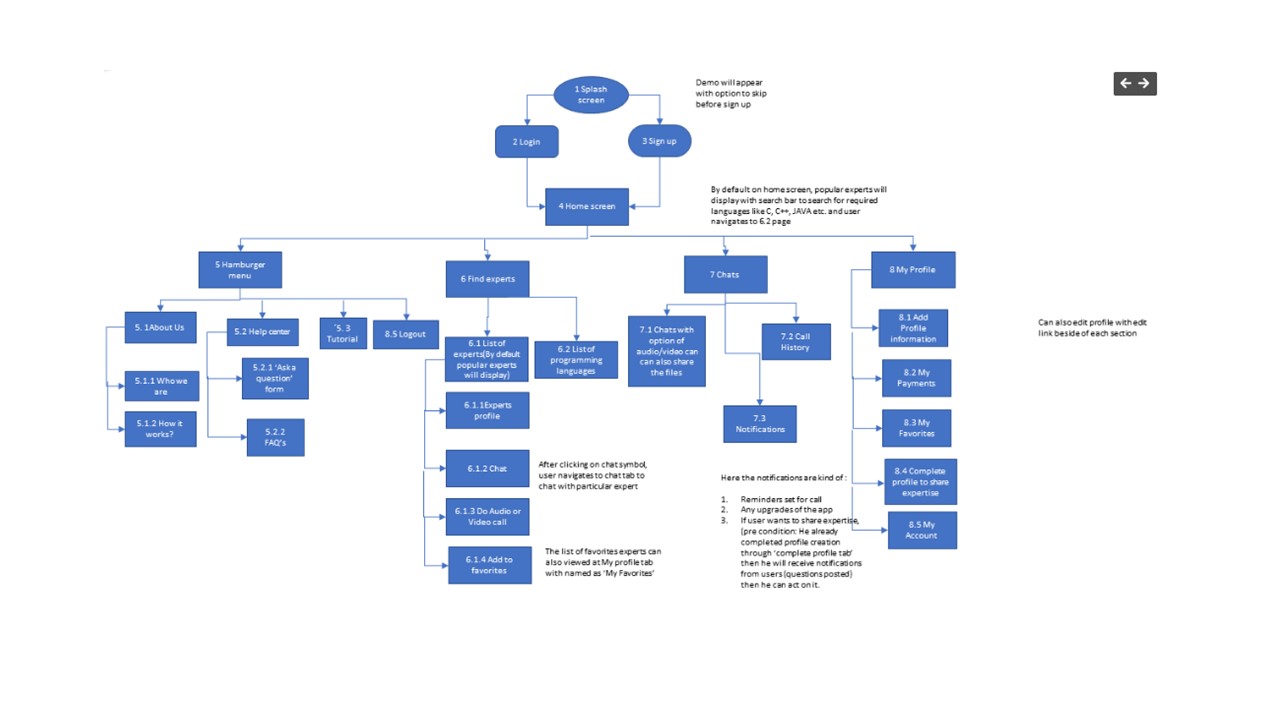 1 Splash
screen
Demo will appear
with option to skip
before sign up
2 Login
3 Sign up
4 Home screen
By default on home screen, popular experts will
display with search bar to search for required
languages like C, C++, JAVA etc. and user
navigates to 6.2 page
5 Hamburger
menu
6 Find experts
7 Chats
8 My Profile
5. 1About Us
5.2 Help center
`5. 3
Tutorial
8.5 Logout
5.1.1 Who we
are
5.1.2 How it
works?
5.2.1 'Ask a
question'
form
5.2.2
FAQ's
6.1 List of
experts(By default
popular experts
will display)
6.2 List of
programming
languages
6.1.1Experts
profile
6.1.2 Chat
After clicking on chat symbol,
user navigates to chat tab to
chat with particular expert
6.1.3 Do Audio or
Video call
6.1.4 Add to
favorites
The list of favorites experts can
also viewed at My profile tab
with named as 'My Favorites'
7.1 Chats with
option of
audio/video can
can also share
the files
7.2 Call
History
7.3
Notifications
Here the notifications are kind of :
1. Reminders set for call
2. Any upgrades of the app
3. If user wants to share expertise,
(pre condition: He already
completed profile creation
through 'complete profile tab'
then he will receive notifications
from users (questions posted)
then he can act on it.
8.1 Add
Profile
information
Can also edit profile with edit
link beside of each section
8.2 My
Payments
8.3 My
Favorites
8.4 Complete
profile to share
expertise
8.5 My
Account